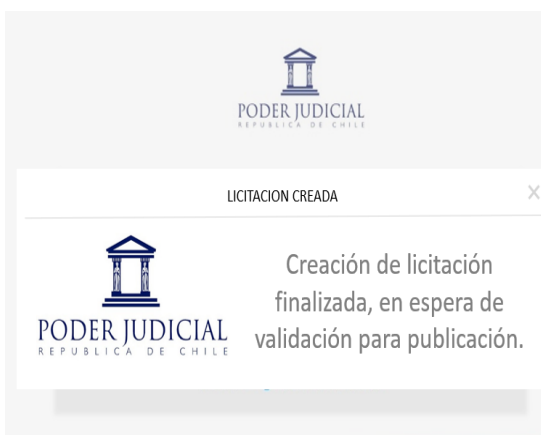 PODER JUDICIAL
REPUBLICA DE CHILE
LICITACION CREADA
×
Creación de licitación
finalizada, en espera de
validación para publicación.
PODER JUDICIAL
REPUBLICA DE CHILE